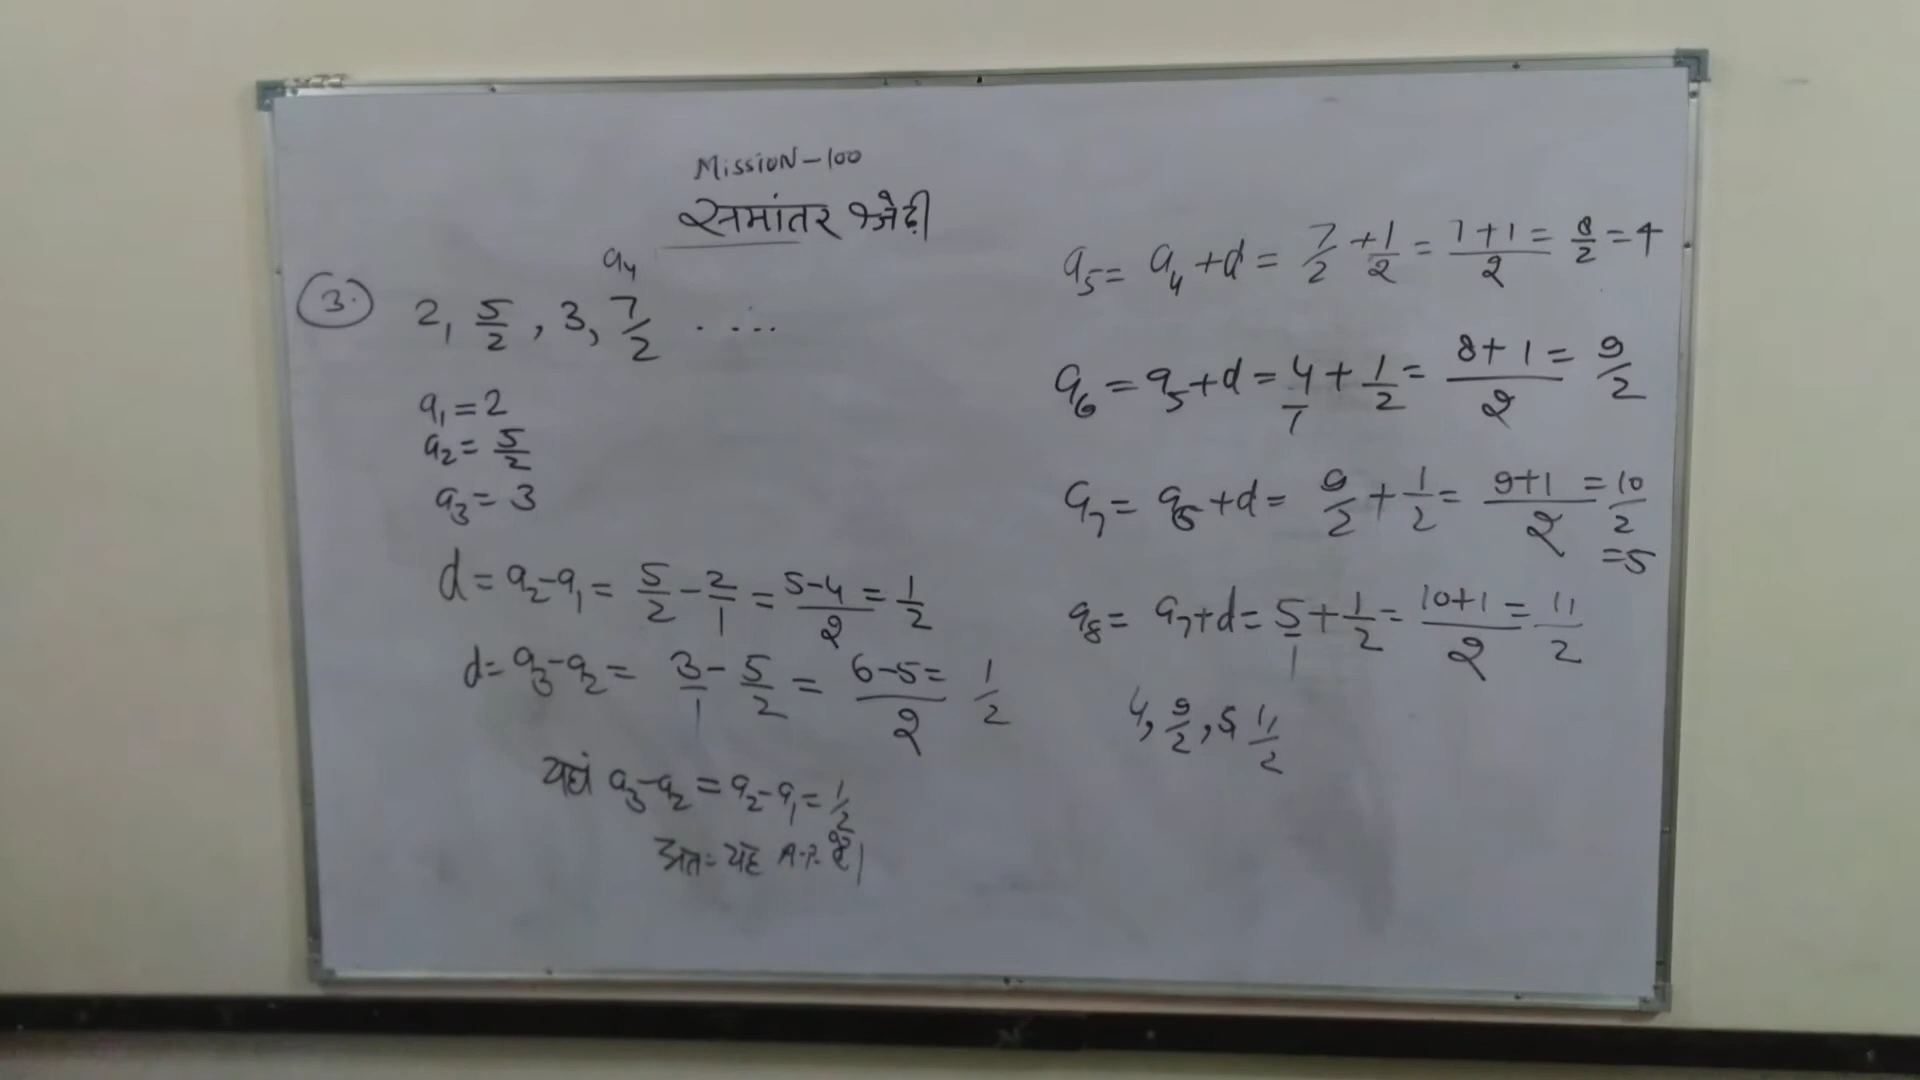 Mission-100
समांतर श्रेढ़ी
a₄
3. 2, 5/2, 3, 7/2 .....
a₁ = 2
a₂ = 5/2
a₃ = 3
d = a₂-a₁ = 5/2 - 2/1 = (5-4)/2 = 1/2
d = a₃-a₂ = 3/1 - 5/2 = (6-5)/2 = 1/2
यहां a₃-a₂ = a₂-a₁ = 1/2
अतः यह A.P. है।
a₅ = a₄+d = 7/2 + 1/2 = (7+1)/2 = 8/2 = 4
a₆ = a₅+d = 4/1 + 1/2 = (8+1)/2 = 9/2
a₇ = a₆+d = 9/2 + 1/2 = (9+1)/2 = 10/2
=5
a₈ = a₇+d = 5/1 + 1/2 = (10+1)/2 = 11/2
4, 9/2, 5 11/2